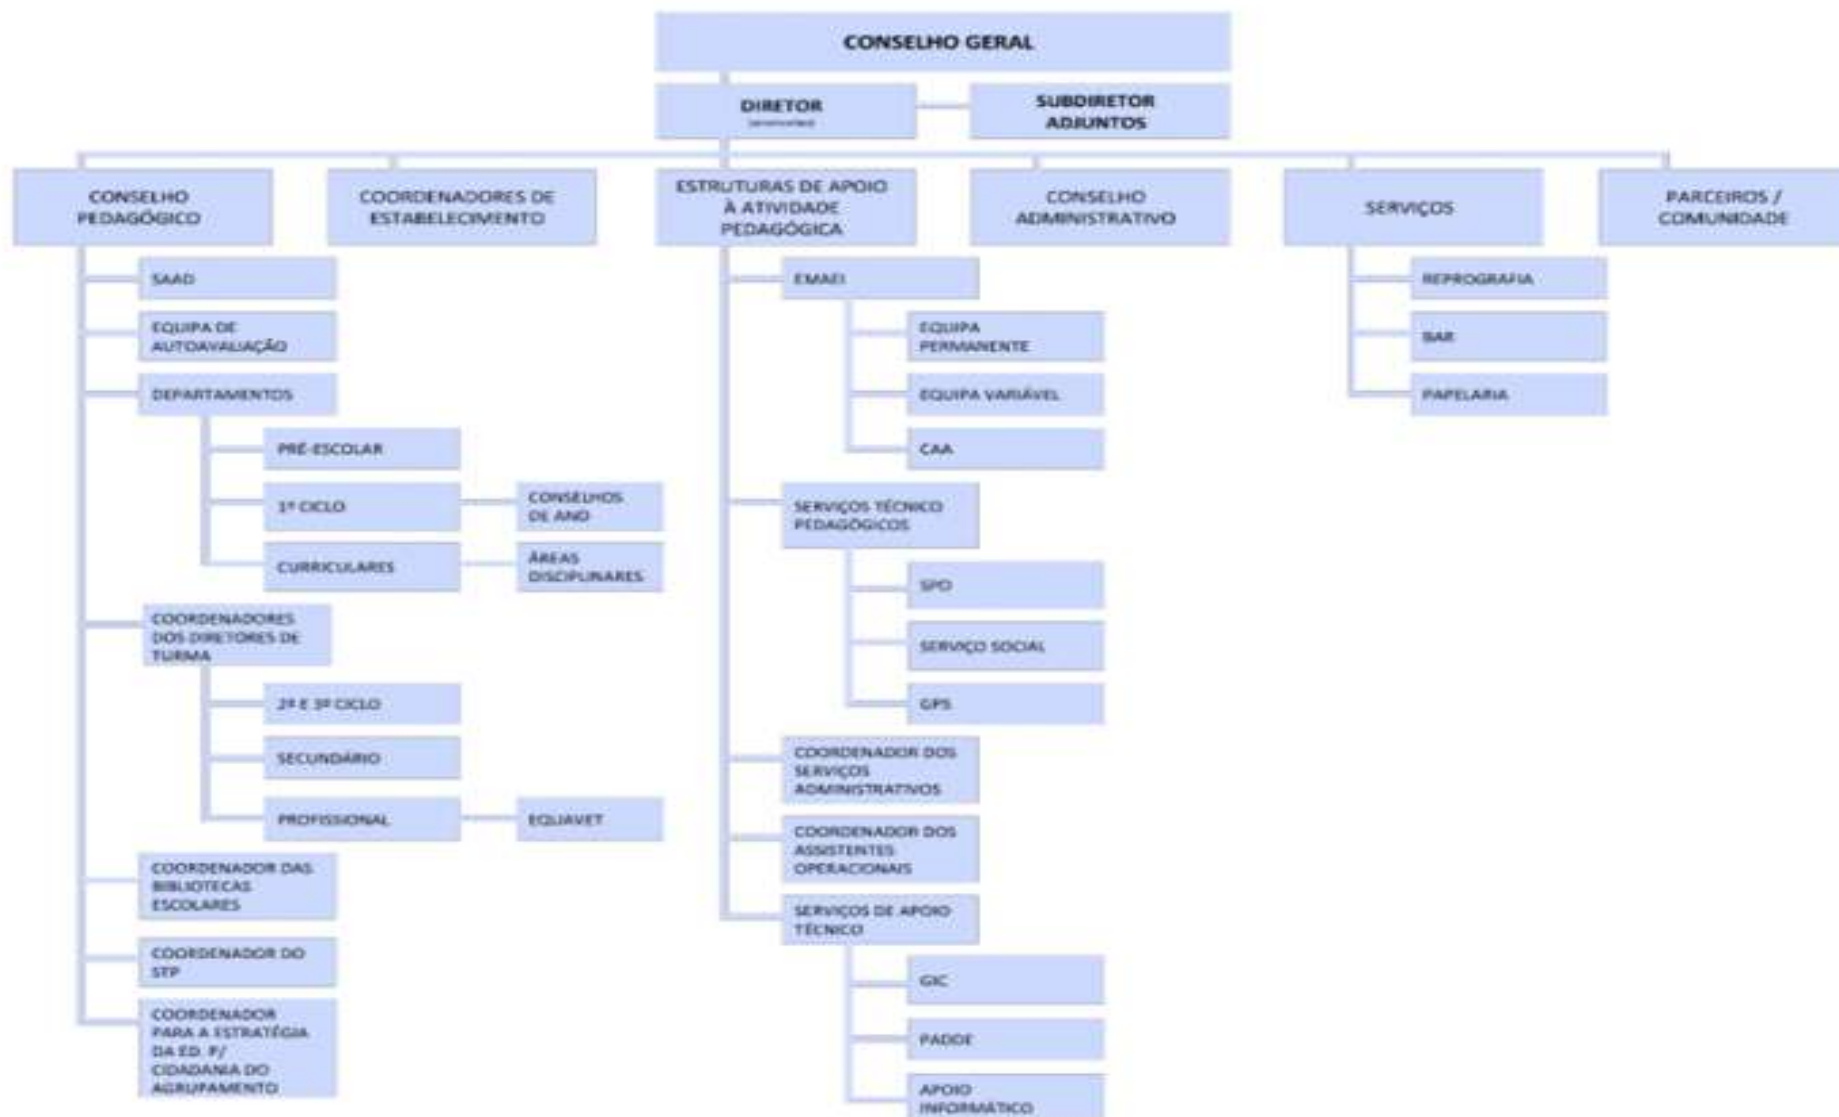 CONSELHO GERAL
DIRETOR
SUBDIRETOR
ADJUNTOS
CONSELHO
PEDAGÓGICO
COORDENADORES DE
ESTABELECIMENTO
ESTRUTURAS DE APOIO
À ATIVIDADE
PEDAGÓGICA
CONSELHO
ADMINISTRATIVO
SERVIÇOS
PARCEIROS /
COMUNIDADE
SAAD
EQUIPA DE
AUTOAVALIAÇÃO
DEPARTAMENTOS
PRÉ-ESCOLAR
1º CICLO
CONSELHOS
DE ANO
CURRICULARES
ÁREAS
DISCIPLINARES
COORDENADORES
DOS DIRETORES DE
TURMA
2º E 3º CICLO
SECUNDÁRIO
PROFISSIONAL
EQUAVET
COORDENADOR DAS
BIBLIOTECAS
ESCOLARES
COORDENADOR DO
STP
COORDENADOR
PARA A ESTRATÉGIA
DA ED. P/
CIDADANIA DO
AGRUPAMENTO
EMAEI
EQUIPA
PERMANENTE
EQUIPA VARIÁVEL
CAA
SERVIÇOS TÉCNICO
PEDAGÓGICOS
SPO
SERVIÇO SOCIAL
GPS
COORDENADOR DOS
SERVIÇOS
ADMINISTRATIVOS
COORDENADOR DOS
ASSISTENTES
OPERACIONAIS
SERVIÇOS DE APOIO
TÉCNICO
GIC
PADDE
APOIO
INFORMÁTICO
REPROGRAFIA
BAR
PAPELARIA